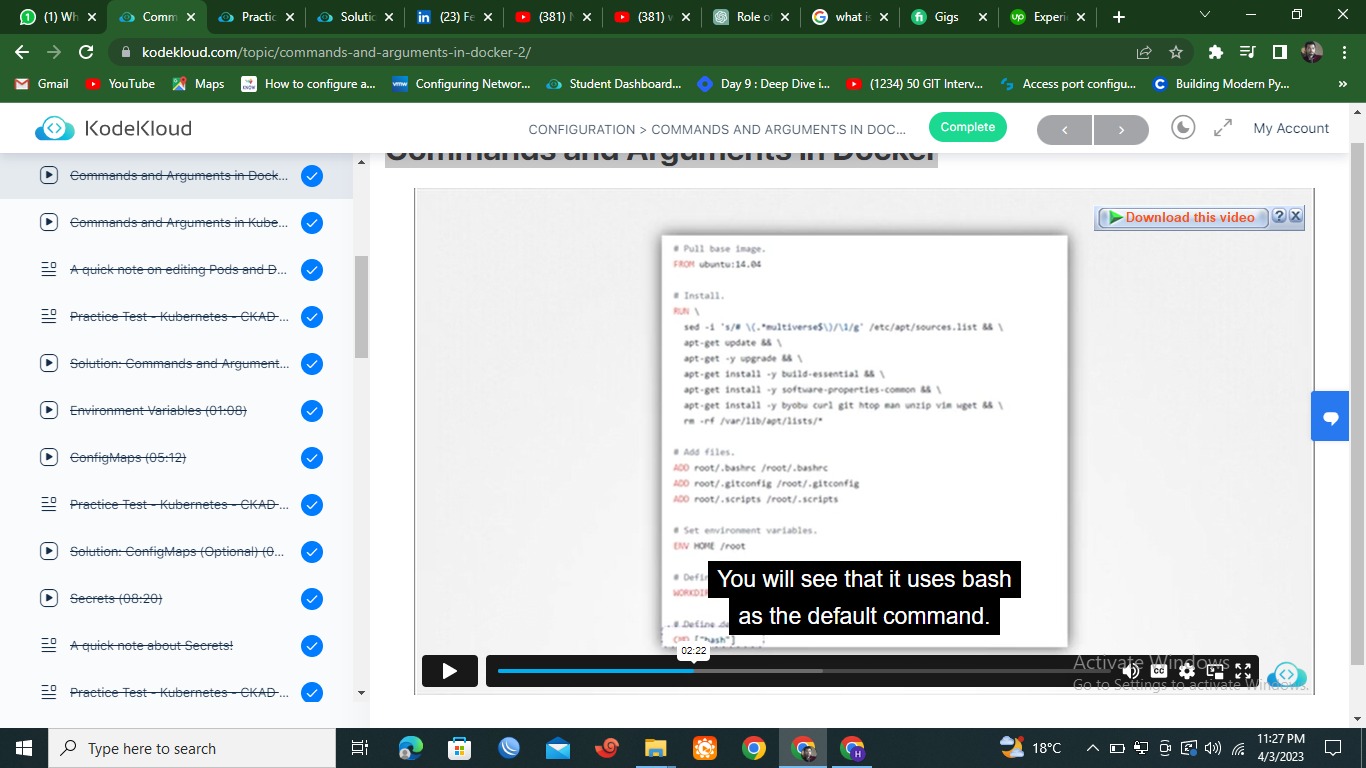 (1) Wh
Comm
Practic
Soluti
(23) Fe
(381) N
(381) v
Role o
what is
Gigs
Experi
kodekloud.com/topic/commands-and-arguments-in-docker-2/
Gmail
YouTube
Maps
How to configure a...
Configuring Networ...
Student Dashboard...
Day 9 : Deep Dive i...
(1234) 50 GIT Interv...
Access port configu...
Building Modern Py...
»
KodeKloud
CONFIGURATION > COMMANDS AND ARGUMENTS IN DOC...
Complete
< >
My Account
Commands and Arguments in Dock...
Commands and Arguments in Kube...
A quick note on editing Pods and D...
Practice Test - Kubernetes - CKAD ...
Solution: Commands and Argument...
Environment Variables (01:08)
ConfigMaps (05:12)
Practice Test - Kubernetes - CKAD ...
Solution: ConfigMaps (Optional) (0...
Secrets (08:20)
A quick note about Secrets!
Practice Test - Kubernetes - CKAD ...
Commands and Arguments in Docker
Download this video ? X
# Pull base image.
FROM ubuntu:14.04
# Install.
RUN \
sed -i 's/# \(.*multiverse$\)/\1/g' /etc/apt/sources.list && \
apt-get update && \
apt-get -y upgrade && \
apt-get install -y build-essential && \
apt-get install -y software-properties-common && \
apt-get install -y byobu curl git htop man unzip vim wget && \
rm -rf /var/lib/apt/lists/*
# Add files.
ADD root/.bashrc /root/.bashrc
ADD root/.gitconfig /root/.gitconfig
ADD root/.scripts /root/.scripts
# Set environment variables.
ENV HOME /root
# Defin
WORKDIR
# Define de
CMD ["bash"]
You will see that it uses bash
as the default command.
02:22
CC
Activate Windows
Go to Settings to activate Windows.
Type here to search
18°C
11:27 PM
4/3/2023